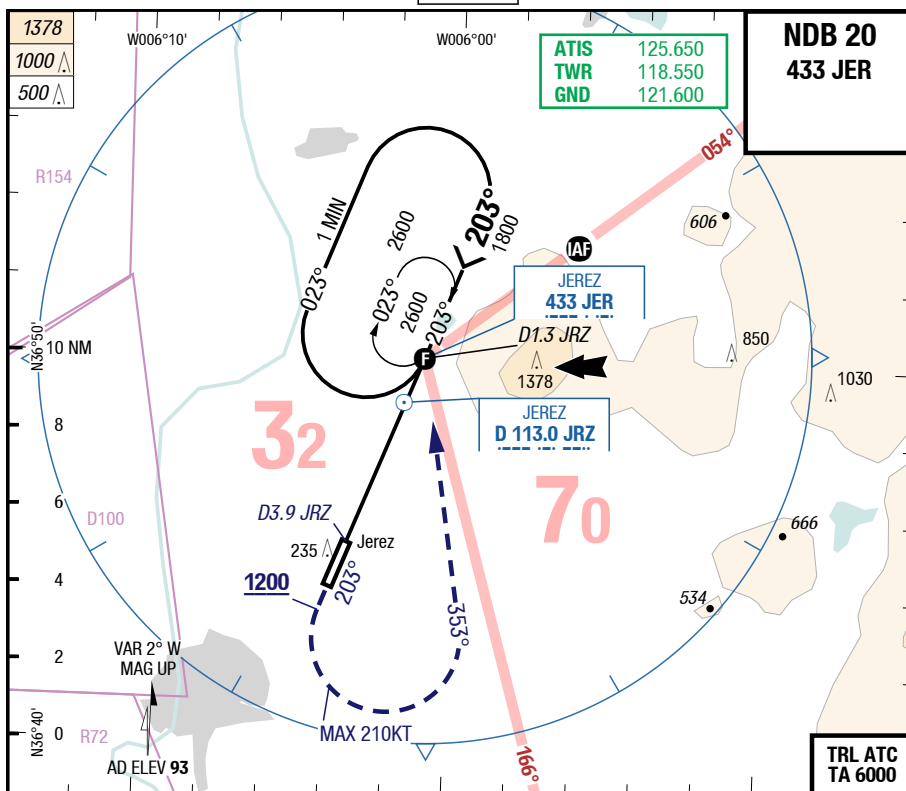 1378
1000
500
W006°10'
W006°00'
ATIS 125.650
TWR 118.550
GND 121.600
NDB 20
433 JER
R154
054°
1 MIN
2600
203°
1800
606
IAF
023°
023°
2600
203°
JEREZ
433 JER
N36°50'
10 NM
F
D1.3 JRZ
850
1378
1030
JEREZ
D 113.0 JRZ
8
32
70
6
D100
D3.9 JRZ
666
235
Jerez
4
1200
203°
353°
534
2
VAR 2° W
MAG UP
N36°40'
0
R72
MAX 210KT
166°
AD ELEV 93
TRL ATC
TA 6000